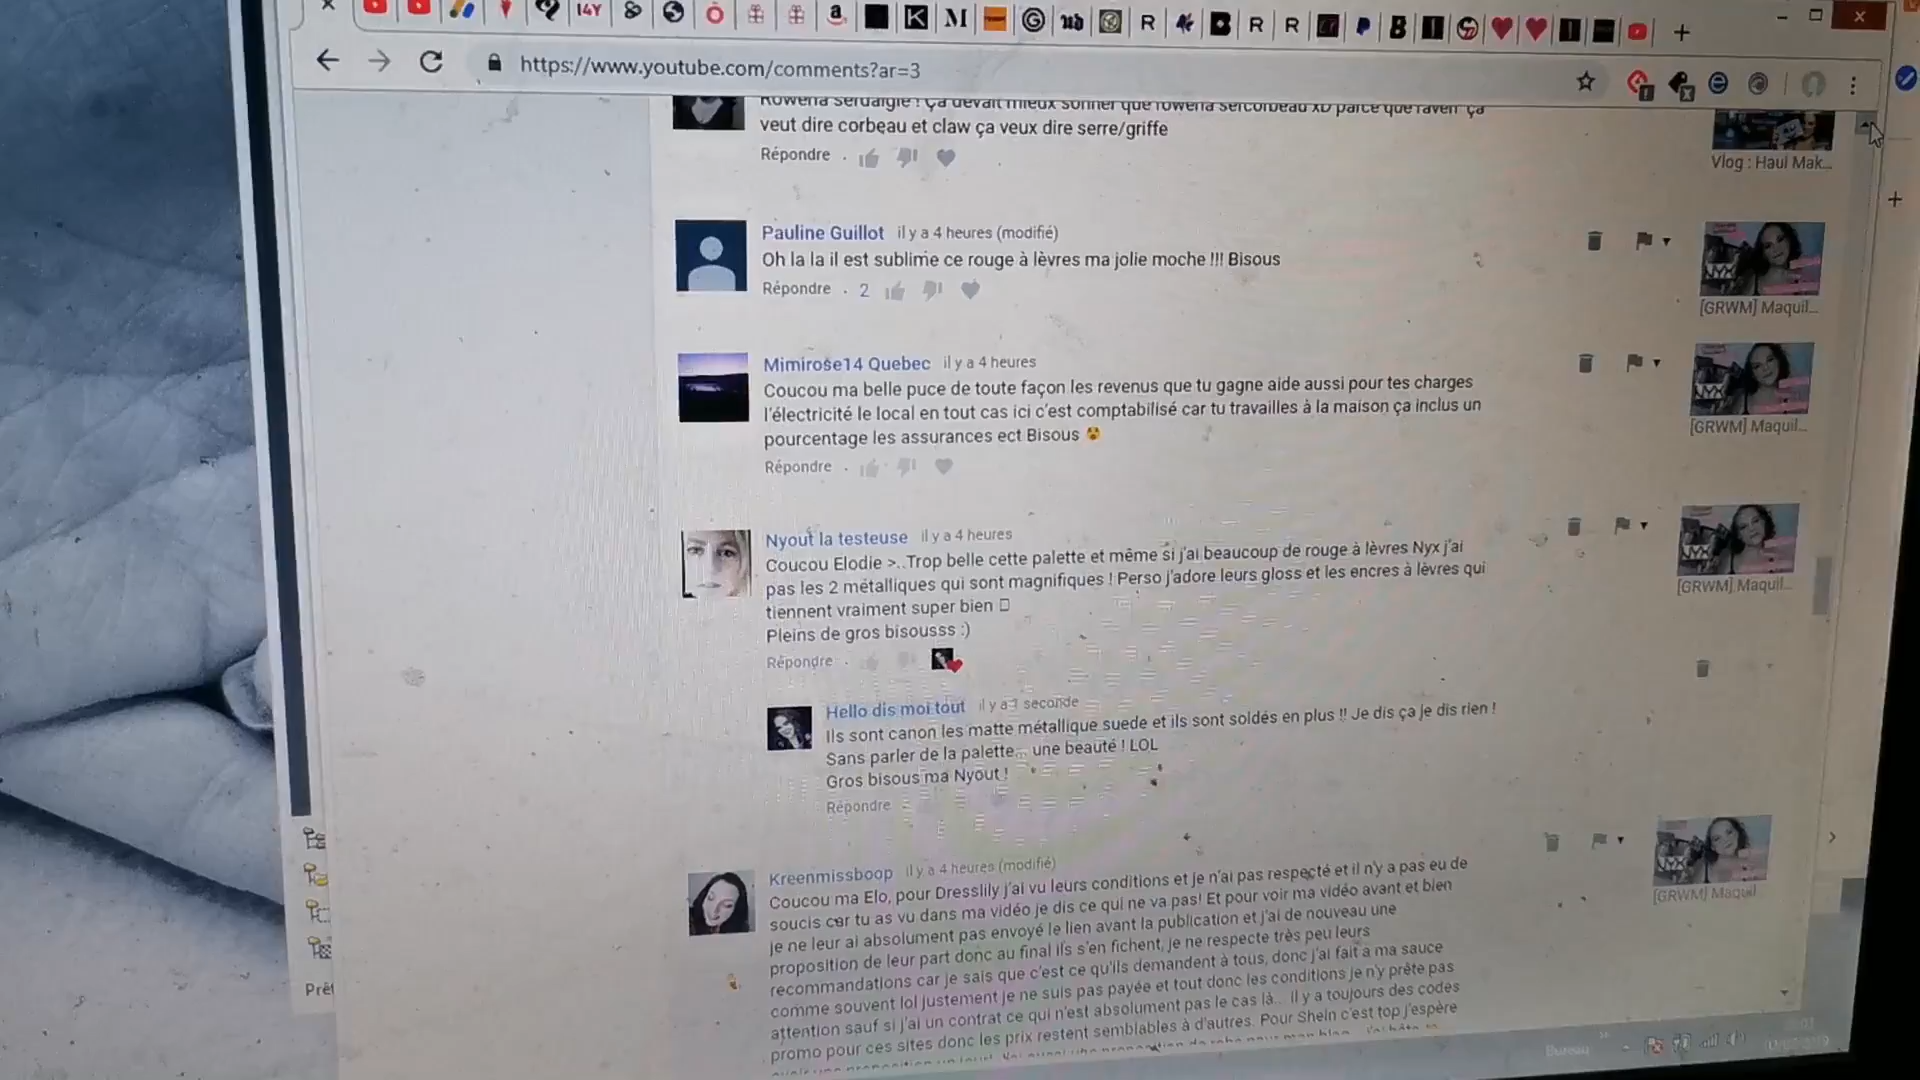 14Y
https://www.youtube.com/comments?ar=3
Rowena serdaigle ! Ça devait mieux sonner que rowena sercorbeau xD parce que raven ça
veut dire corbeau et claw ça veux dire serre/griffe
Répondre
Vlog : Haul Mak...
Pauline Guillot il y a 4 heures (modifié)
Oh la la il est sublime ce rouge à lèvres ma jolie moche !!! Bisous
Répondre . 2
[GRWM] Maquil...
Mimirose14 Quebec il y a 4 heures
Coucou ma belle puce de toute façon les revenus que tu gagne aide aussi pour tes charges
l'électricité le local en tout cas ici c'est comptabilisé car tu travailles à la maison ça inclus un
pourcentage les assurances ect Bisous 😲
Répondre
[GRWM] Maquil...
Nyout la testeuse il y a 4 heures
Coucou Elodie >..Trop belle cette palette et même si j'ai beaucoup de rouge à lèvres Nyx j'ai
pas les 2 métalliques qui sont magnifiques ! Perso j'adore leurs gloss et les encres à lèvres qui
tiennent vraiment super bien
Pleins de gros bisousss :)
Répondre
[GRWM] Maquil...
Hello dis moi tout il y a 1 seconde
Ils sont canon les matte métallique suede et ils sont soldés en plus !! Je dis ça je dis rien !
Sans parler de la palette... une beauté ! LOL
Gros bisous ma Nyout !
Répondre
Kreenmissboop il y a 4 heures (modifié)
Coucou ma Elo, pour Dresslily j'ai vu leurs conditions et je n'ai pas respecté et il n'y a pas eu de
soucis car tu as vu dans ma vidéo je dis ce qui ne va pas! Et pour voir ma vidéo avant et bien
je ne leur ai absolument pas envoyé le lien avant la publication et j'ai de nouveau une
proposition de leur part donc au final ils s'en fichent, je ne respecte très peu leurs
recommandations car je sais que c'est ce qu'ils demandent à tous, donc j'ai fait a ma sauce
comme souvent lol justement je ne suis pas payée et tout donc les conditions je n'y prête pas
attention sauf si j'ai un contrat ce qui n'est absolument pas le cas là... il y a toujours des codes
promo pour ces sites donc les prix restent semblables à d'autres. Pour Shein c'est top j'espère
[GRWM] Maquil
Prêt
Bureau